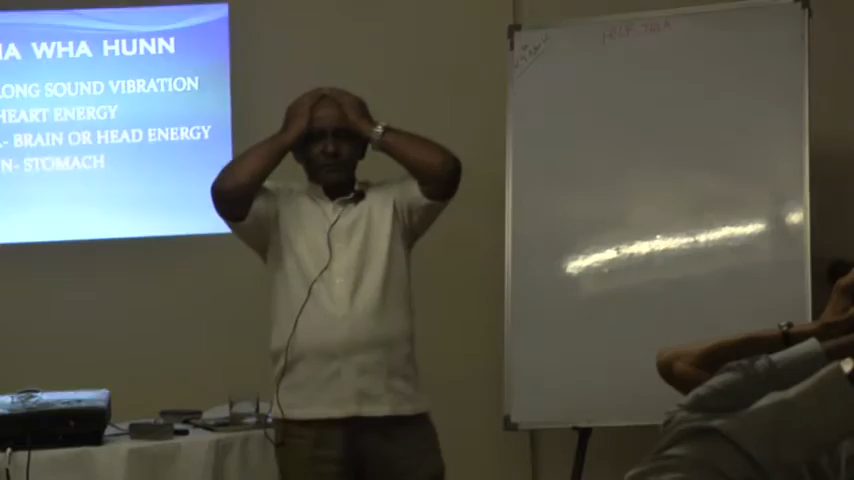 HA WHA HUNN
LONG SOUND VIBRATION
HEART ENERGY
- BRAIN OR HEAD ENERGY
N- STOMACH